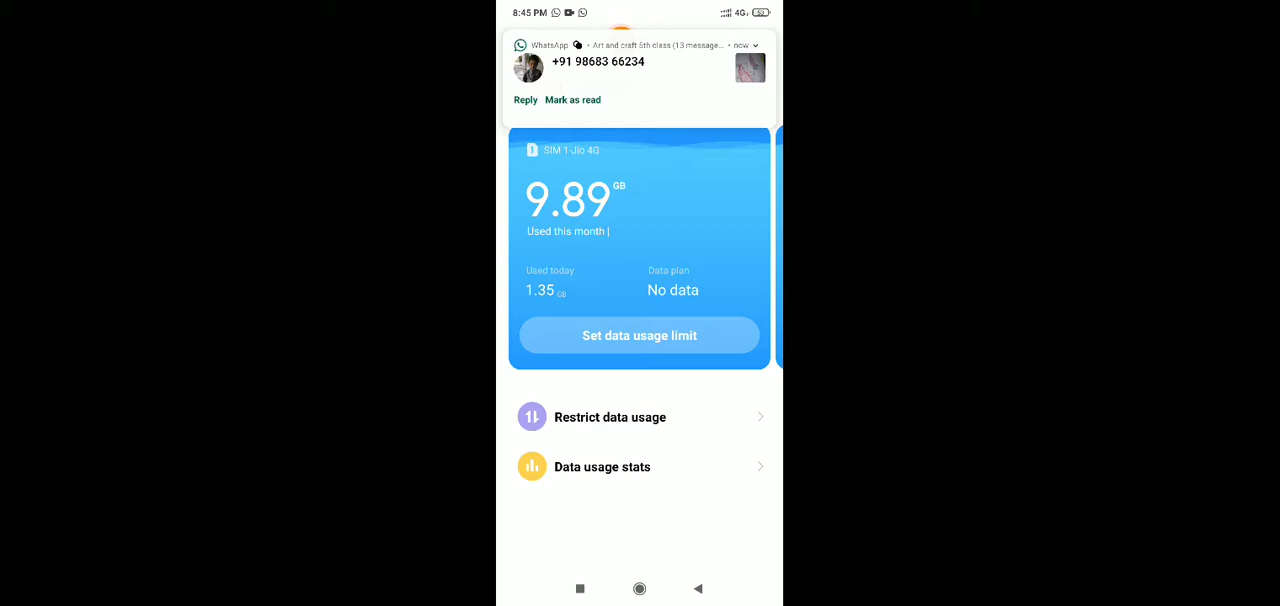 8:45 PM 4G+ 53
WhatsApp • Art and craft 5th class (13 message... • now
+91 98683 66234
Reply Mark as read
1 SIM 1-Jio 4G
9.89 GB
Used this month |
Used today Data plan
1.35 GB No data
Set data usage limit
Restrict data usage
Data usage stats